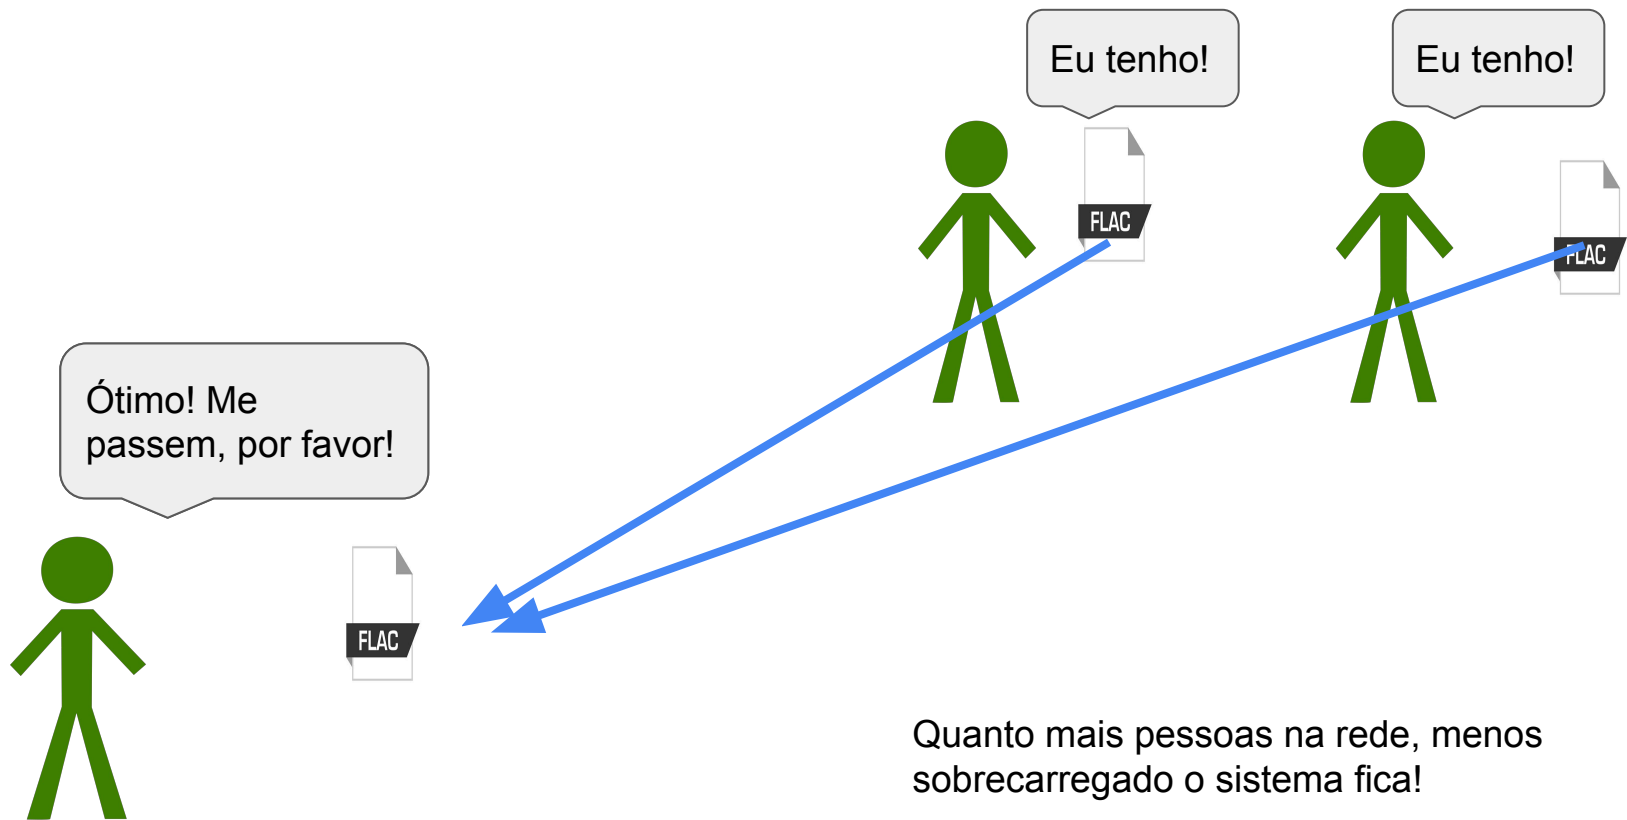 Eu tenho!
Eu tenho!
FLAC
FLAC
Ótimo! Me
passem, por favor!
FLAC
Quanto mais pessoas na rede, menos
sobrecarregado o sistema fica!